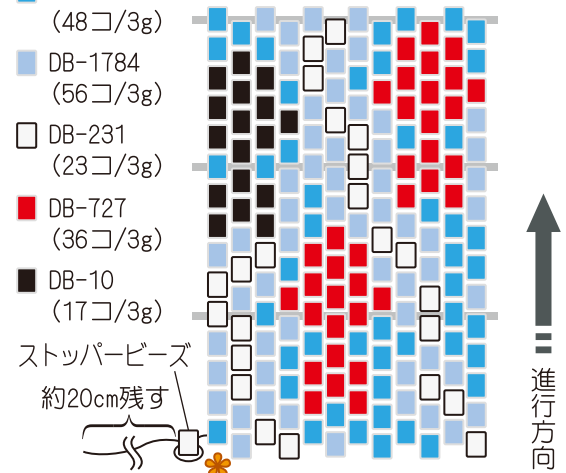 (48コ/3g)
DB-1784
(56コ/3g)
DB-231
(23コ/3g)
DB-727
(36コ/3g)
DB-10
(17コ/3g)
ストッパービーズ
約20cm残す
進行方向